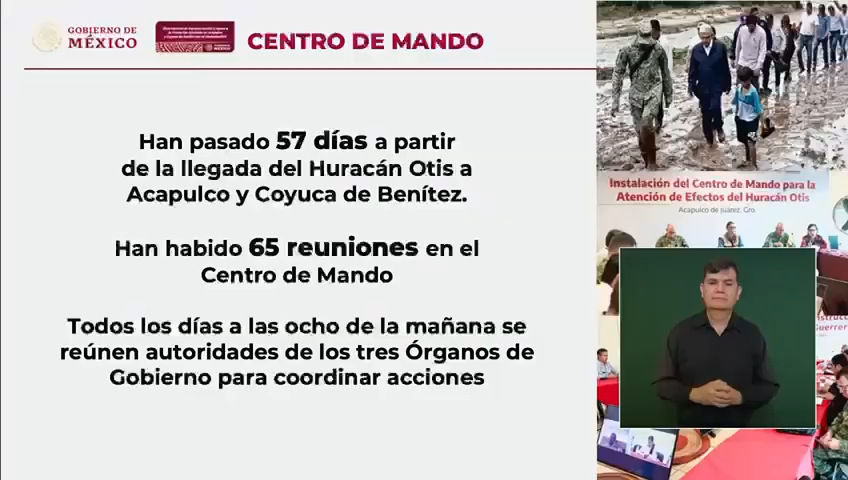 GOBIERNO DE
MÉXICO
CENTRO DE MANDO
Han pasado 57 días a partir
de la llegada del Huracán Otis a
Acapulco y Coyuca de Benítez.
Han habido 65 reuniones en el
Centro de Mando
Todos los días a las ocho de la mañana se
reúnen autoridades de los tres Órganos de
Gobierno para coordinar acciones
Instalación del Centro de Mando para la
Atención de Efectos del Huracán Otis
Acapulco de Juárez, Gro.